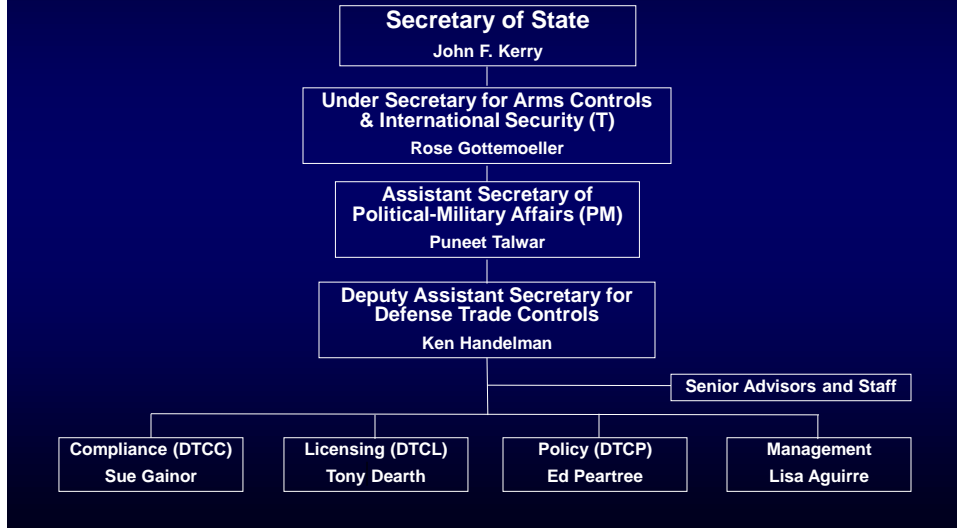 Secretary of State
John F. Kerry
Under Secretary for Arms Controls
& International Security (T)
Rose Gottemoeller
Assistant Secretary of
Political-Military Affairs (PM)
Puneet Talwar
Deputy Assistant Secretary for
Defense Trade Controls
Ken Handelman
Senior Advisors and Staff
Compliance (DTCC)
Sue Gainor
Licensing (DTCL)
Tony Dearth
Policy (DTCP)
Ed Peartree
Management
Lisa Aguirre